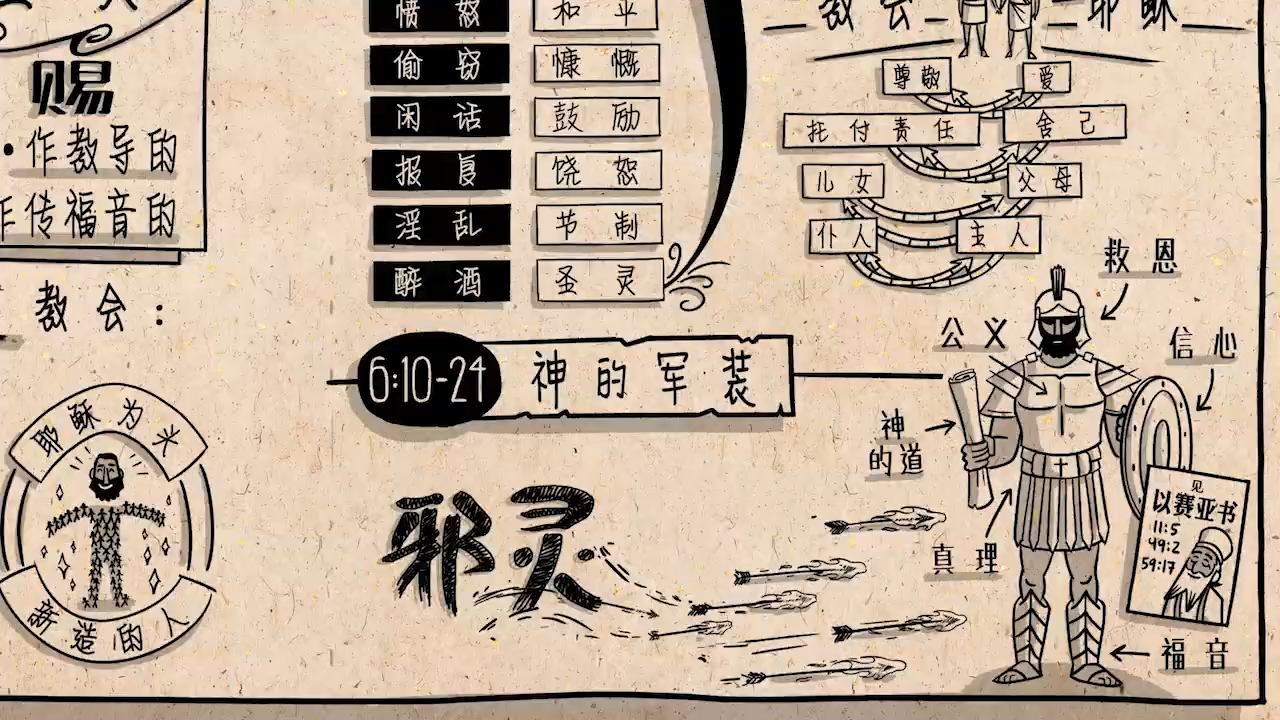 赐
·作教导的
作传福音的
教会：
耶稣为头
新造的人
愤怒 和平
偷窃 慷慨
闲话 鼓励
报复 饶恕
淫乱 节制
醉酒 圣灵
教会 耶稣
尊敬 爱
托付责任 舍己
儿女 父母
仆人 主人
6:10-24 神的军装
邪灵
救恩
公义
信心
神
的道
真理
福音
见
以赛亚书
11:5
49:2
59:17